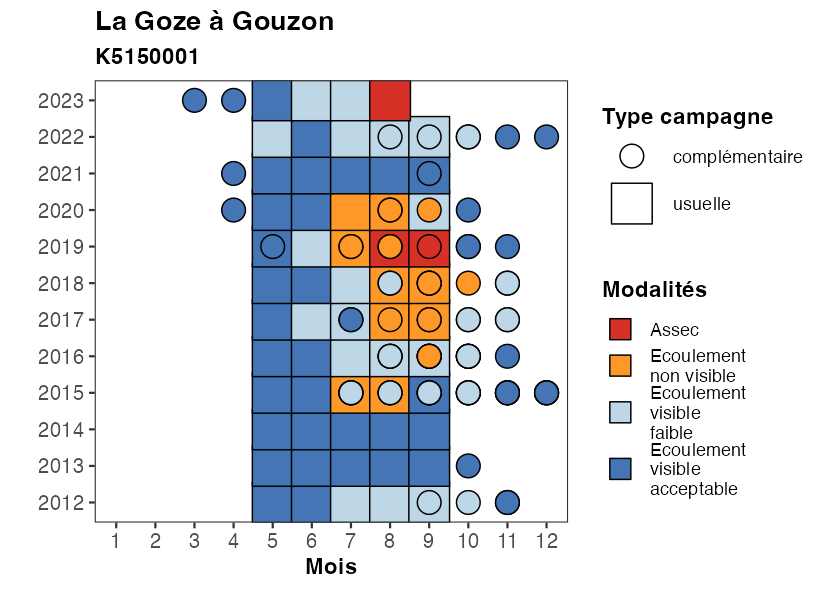 La Goze à Gouzon
K5150001
2023
2022
2021
2020
2019
2018
2017
2016
2015
2014
2013
2012
1 2 3 4 5 6 7 8 9 10 11 12
Mois
Type campagne
complémentaire
usuelle
Modalités
Assec
Ecoulement
non visible
Ecoulement
visible
faible
Ecoulement
visible
acceptable